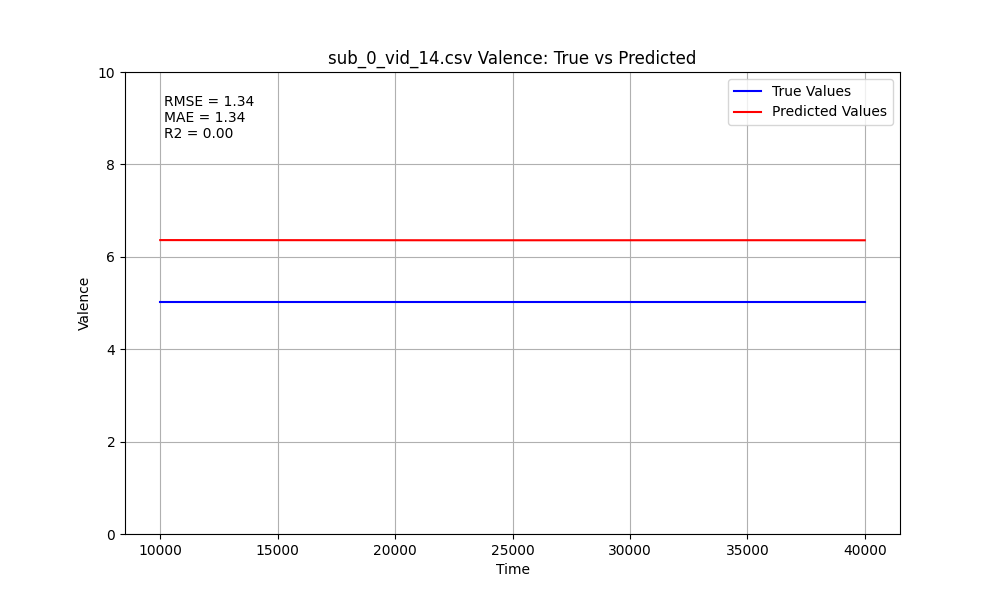 sub_0_vid_14.csv Valence: True vs Predicted
RMSE = 1.34
MAE = 1.34
R2 = 0.00
True Values
Predicted Values
10
8
6
4
2
0
Valence
10000 15000 20000 25000 30000 35000 40000
Time